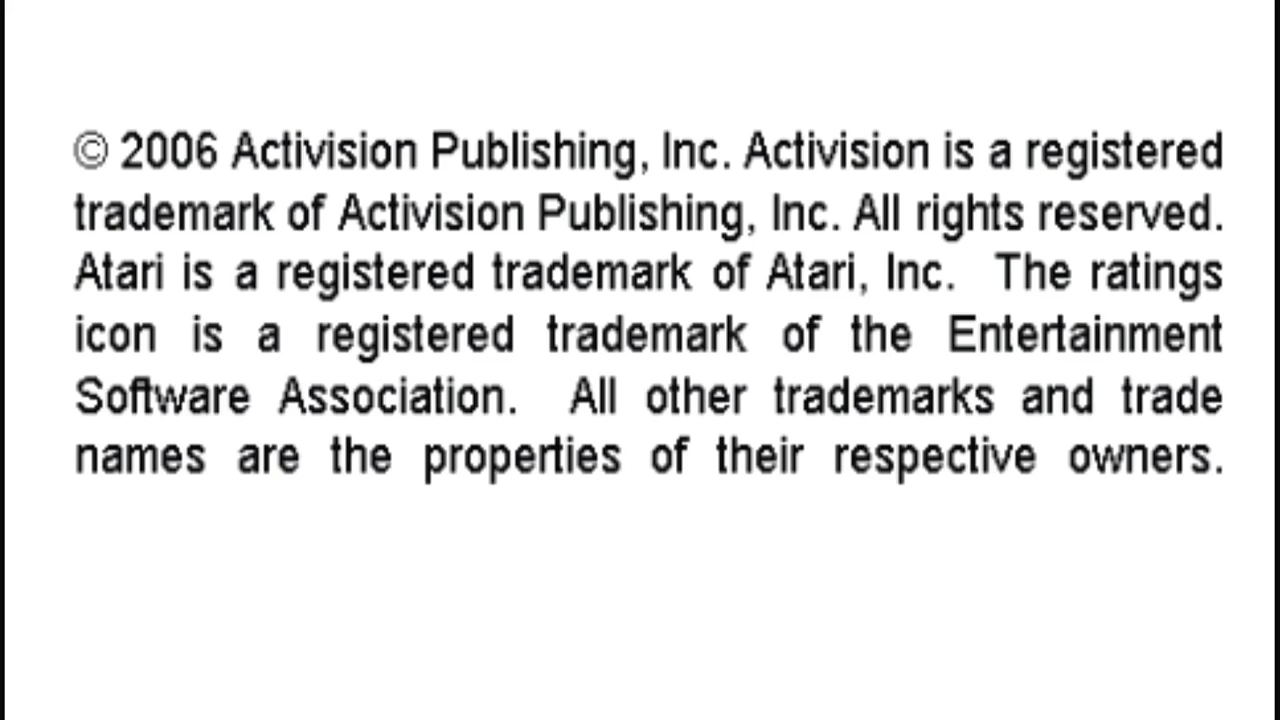 © 2006 Activision Publishing, Inc. Activision is a registered
trademark of Activision Publishing, Inc. All rights reserved.
Atari is a registered trademark of Atari, Inc.  The ratings
icon is a registered trademark of the Entertainment
Software Association.  All other trademarks and trade
names are the properties of their respective owners.